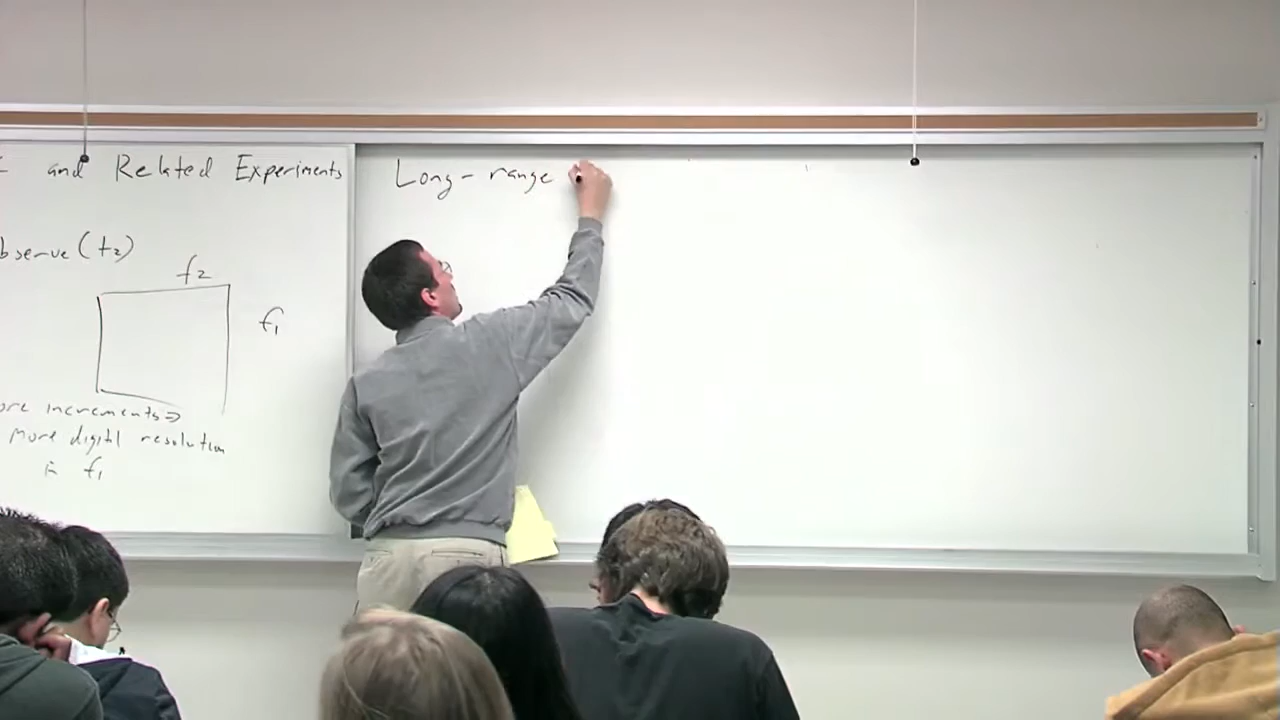 and Related Experiments
bserve (t2)
f2
f1
ore increments ⇒
more digital resolution
in f1
Long-range